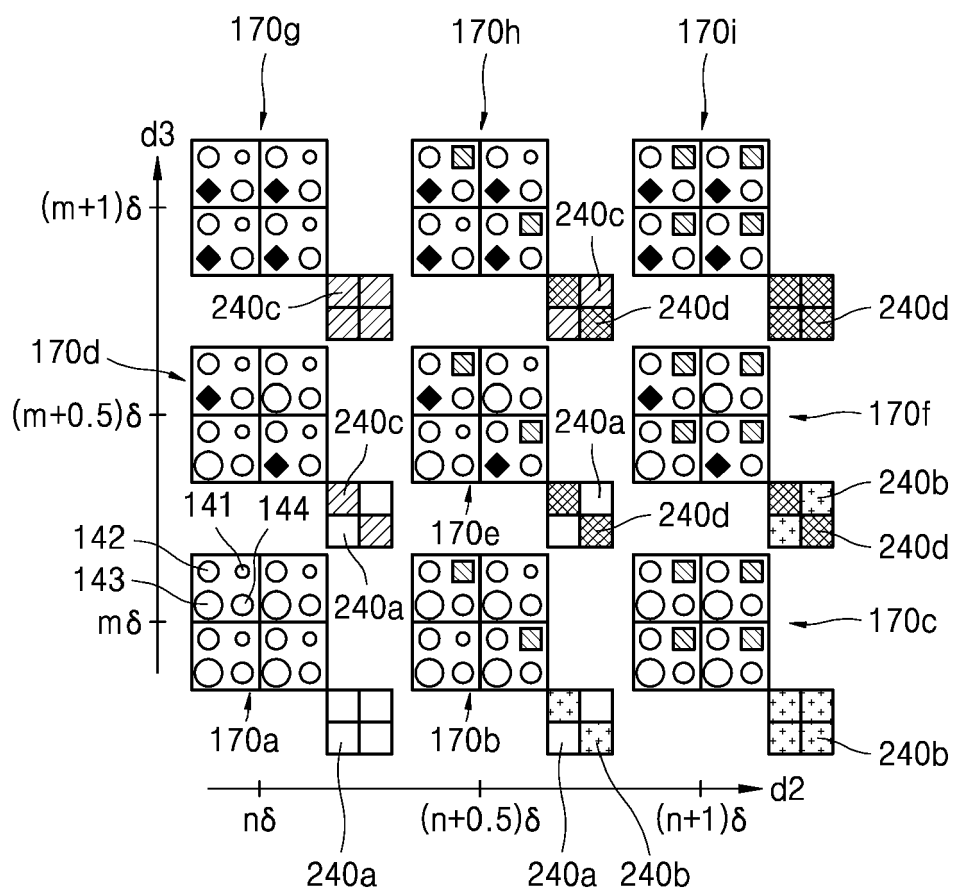 170g 170h 170i
d3
(m+1)δ
240c
240c 240d 240d
170d
(m+0.5)δ
170f
240c 240a
141 144 240b
142 170e 240d 240d
143 240a
mδ 170c
170a 170b 240b
d2
nδ (n+0.5)δ (n+1)δ
240a 240a 240b